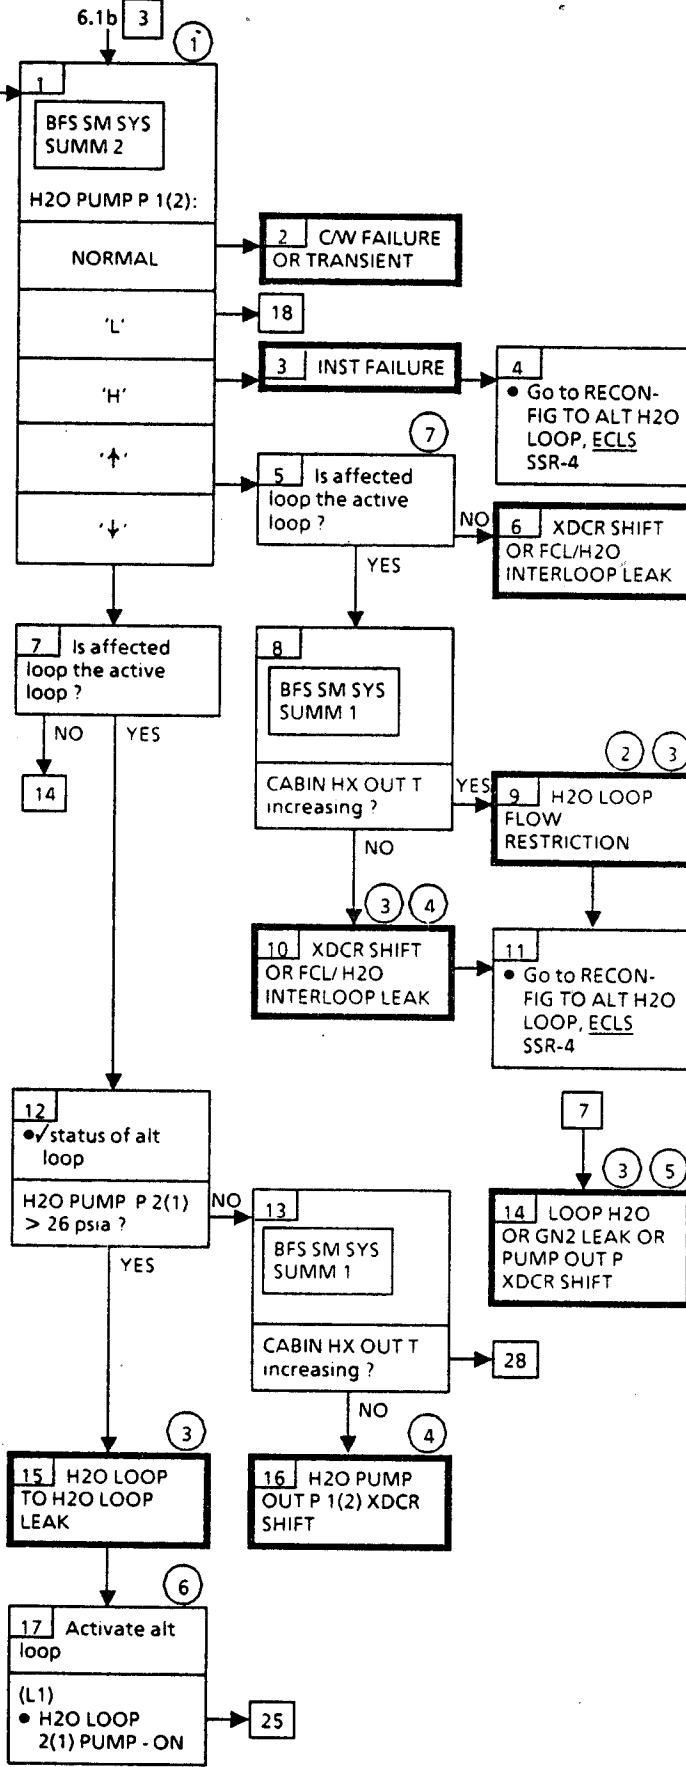 6.1b 3
1
1
BFS SM SYS
SUMM 2
H2O PUMP P 1(2):
NORMAL
'L'
'H'
'↑'
'↓'
2 C/W FAILURE
OR TRANSIENT
18
3 INST FAILURE
4
• Go to RECON-
FIG TO ALT H2O
LOOP, ECLS
SSR-4
7
5 Is affected
loop the active
loop ?
NO
YES
6 XDCR SHIFT
OR FCL/H2O
INTERLOOP LEAK
7 Is affected
loop the active
loop ?
NO YES
14
8
BFS SM SYS
SUMM 1
CABIN HX OUT T
increasing ?
YES
NO
2 3
9 H2O LOOP
FLOW
RESTRICTION
3 4
10 XDCR SHIFT
OR FCL/H2O
INTERLOOP LEAK
11
• Go to RECON-
FIG TO ALT H2O
LOOP, ECLS
SSR-4
12
•✓status of alt
loop
H2O PUMP P 2(1)
> 26 psia ?
NO
YES
13
BFS SM SYS
SUMM 1
CABIN HX OUT T
increasing ?
28
NO
7
3 5
14 LOOP H2O
OR GN2 LEAK OR
PUMP OUT P
XDCR SHIFT
3
15 H2O LOOP
TO H2O LOOP
LEAK
4
16 H2O PUMP
OUT P 1(2) XDCR
SHIFT
6
17 Activate alt
loop
(L1)
• H2O LOOP
2(1) PUMP - ON
25